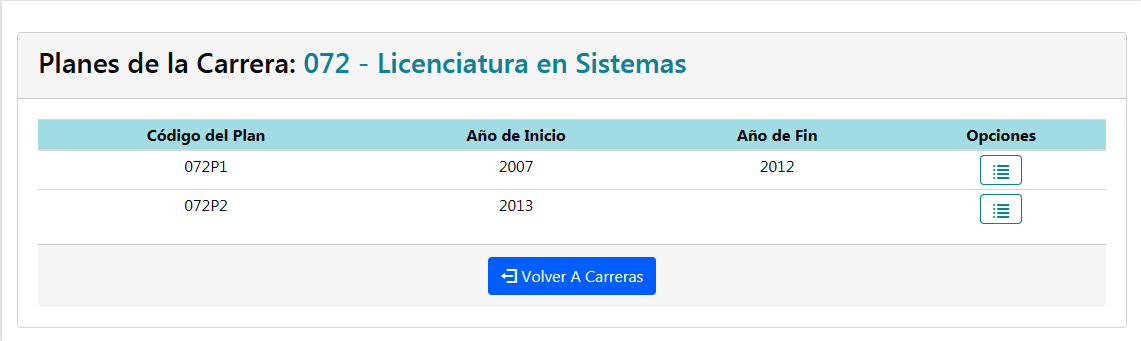 Planes de la Carrera: 072 - Licenciatura en Sistemas
Código del Plan Año de Inicio Año de Fin Opciones
072P1 2007 2012
072P2 2013
Volver A Carreras